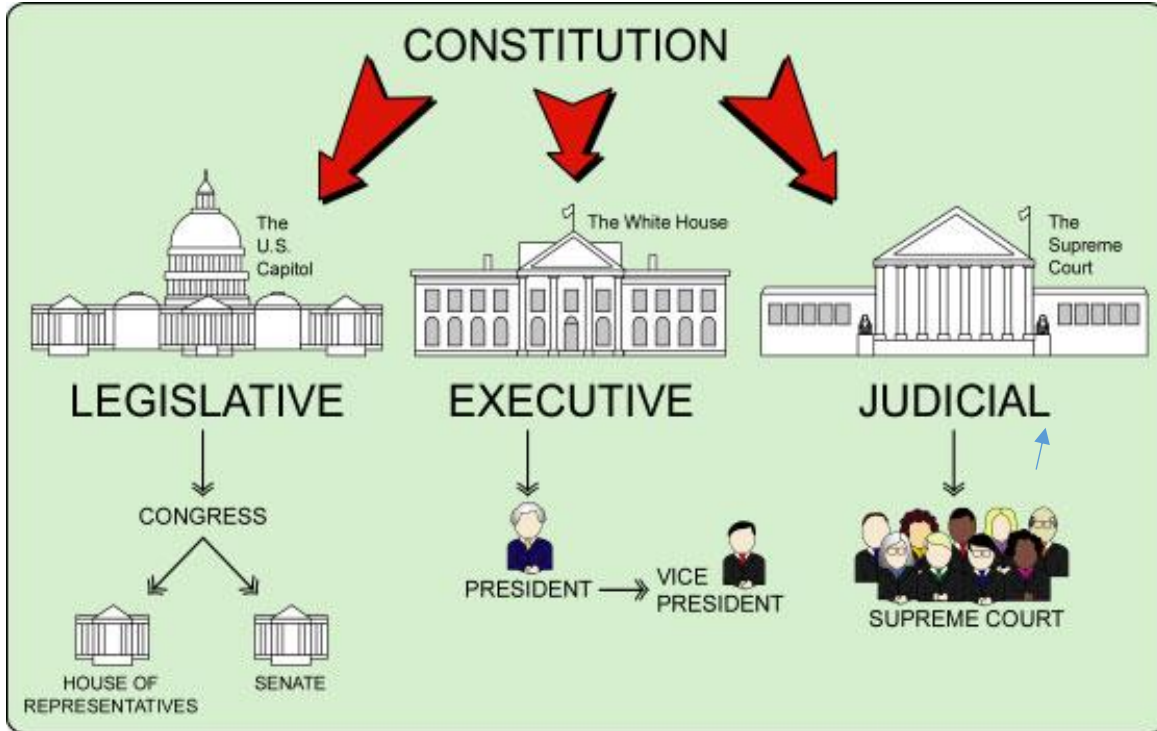 CONSTITUTION
The
U.S.
Capitol
The White House
The
Supreme
Court
LEGISLATIVE
EXECUTIVE
JUDICIAL
CONGRESS
HOUSE OF
REPRESENTATIVES
SENATE
PRESIDENT
VICE
PRESIDENT
SUPREME COURT